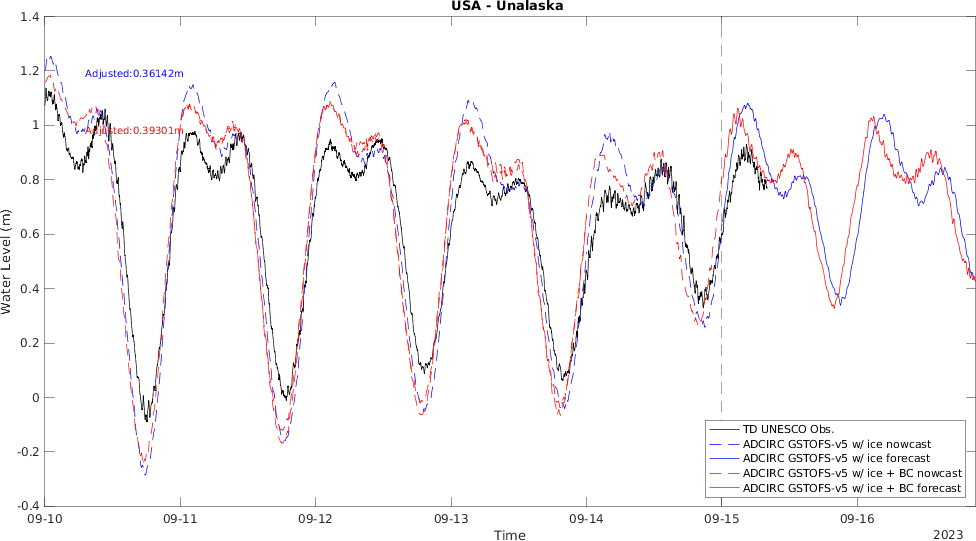 USA - Unalaska
1.4
1.2
1
0.8
0.6
0.4
0.2
0
-0.2
-0.4
Water Level (m)
Adjusted:0.36142m
Adjusted:0.39301m
TD UNESCO Obs.
ADCIRC GSTOFS-v5 w/ ice nowcast
ADCIRC GSTOFS-v5 w/ ice forecast
ADCIRC GSTOFS-v5 w/ ice + BC nowcast
ADCIRC GSTOFS-v5 w/ ice + BC forecast
09-10 09-11 09-12 09-13 09-14 09-15 09-16
Time
2023